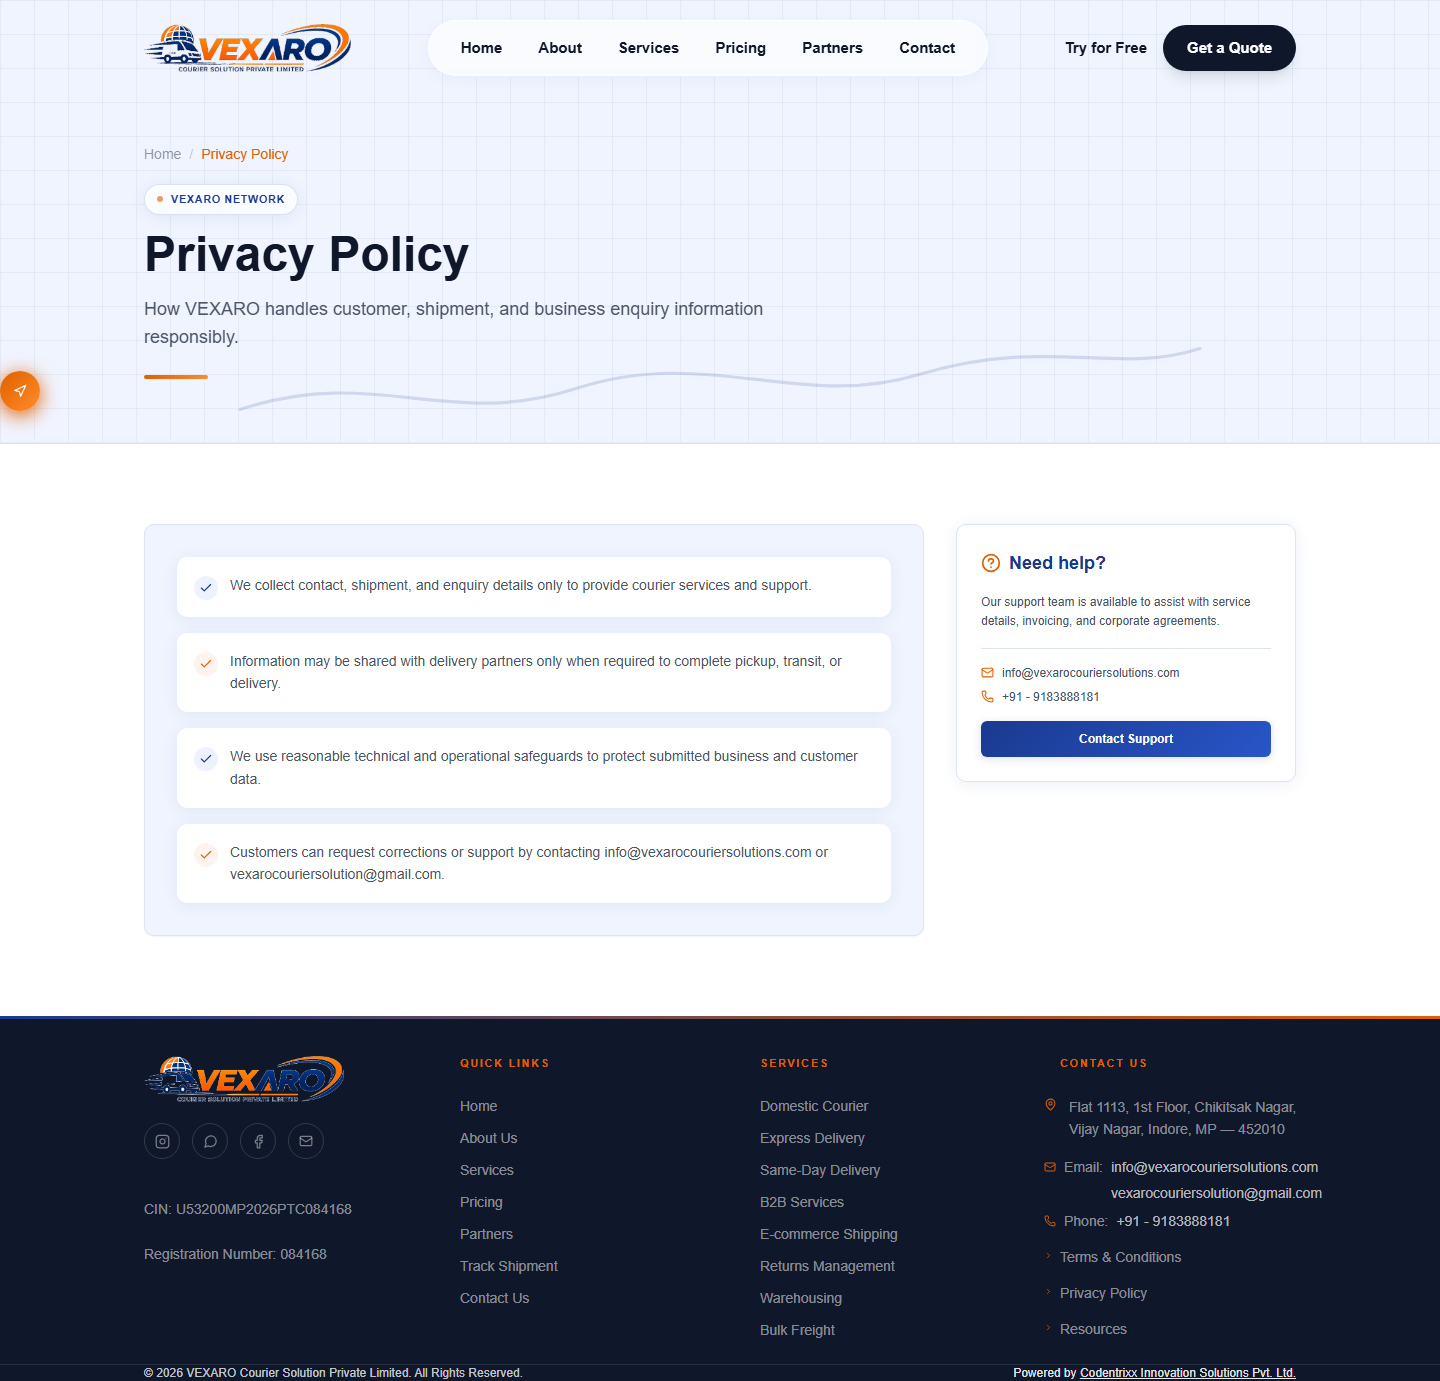 VEXARO
COURIER SOLUTION PRIVATE LIMITED
Home
About
Services
Pricing
Partners
Contact
Try for Free
Get a Quote
Home / Privacy Policy
VEXARO NETWORK
Privacy Policy
How VEXARO handles customer, shipment, and business enquiry information
responsibly.
We collect contact, shipment, and enquiry details only to provide courier services and support.
Information may be shared with delivery partners only when required to complete pickup, transit, or
delivery.
We use reasonable technical and operational safeguards to protect submitted business and customer
data.
Customers can request corrections or support by contacting info@vexarocouriersolutions.com or
vexarocouriersolution@gmail.com.
Need help?
Our support team is available to assist with service
details, invoicing, and corporate agreements.
info@vexarocouriersolutions.com
+91 - 9183888181
Contact Support
VEXARO
COURIER SOLUTION PRIVATE LIMITED
CIN: U53200MP2026PTC084168
Registration Number: 084168
QUICK LINKS
Home
About Us
Services
Pricing
Partners
Track Shipment
Contact Us
SERVICES
Domestic Courier
Express Delivery
Same-Day Delivery
B2B Services
E-commerce Shipping
Returns Management
Warehousing
Bulk Freight
CONTACT US
Flat 1113, 1st Floor, Chikitsak Nagar,
Vijay Nagar, Indore, MP — 452010
Email: info@vexarocouriersolutions.com
vexarocouriersolution@gmail.com
Phone: +91 - 9183888181
Terms & Conditions
Privacy Policy
Resources
© 2026 VEXARO Courier Solution Private Limited. All Rights Reserved.
Powered by Codentrixx Innovation Solutions Pvt. Ltd.